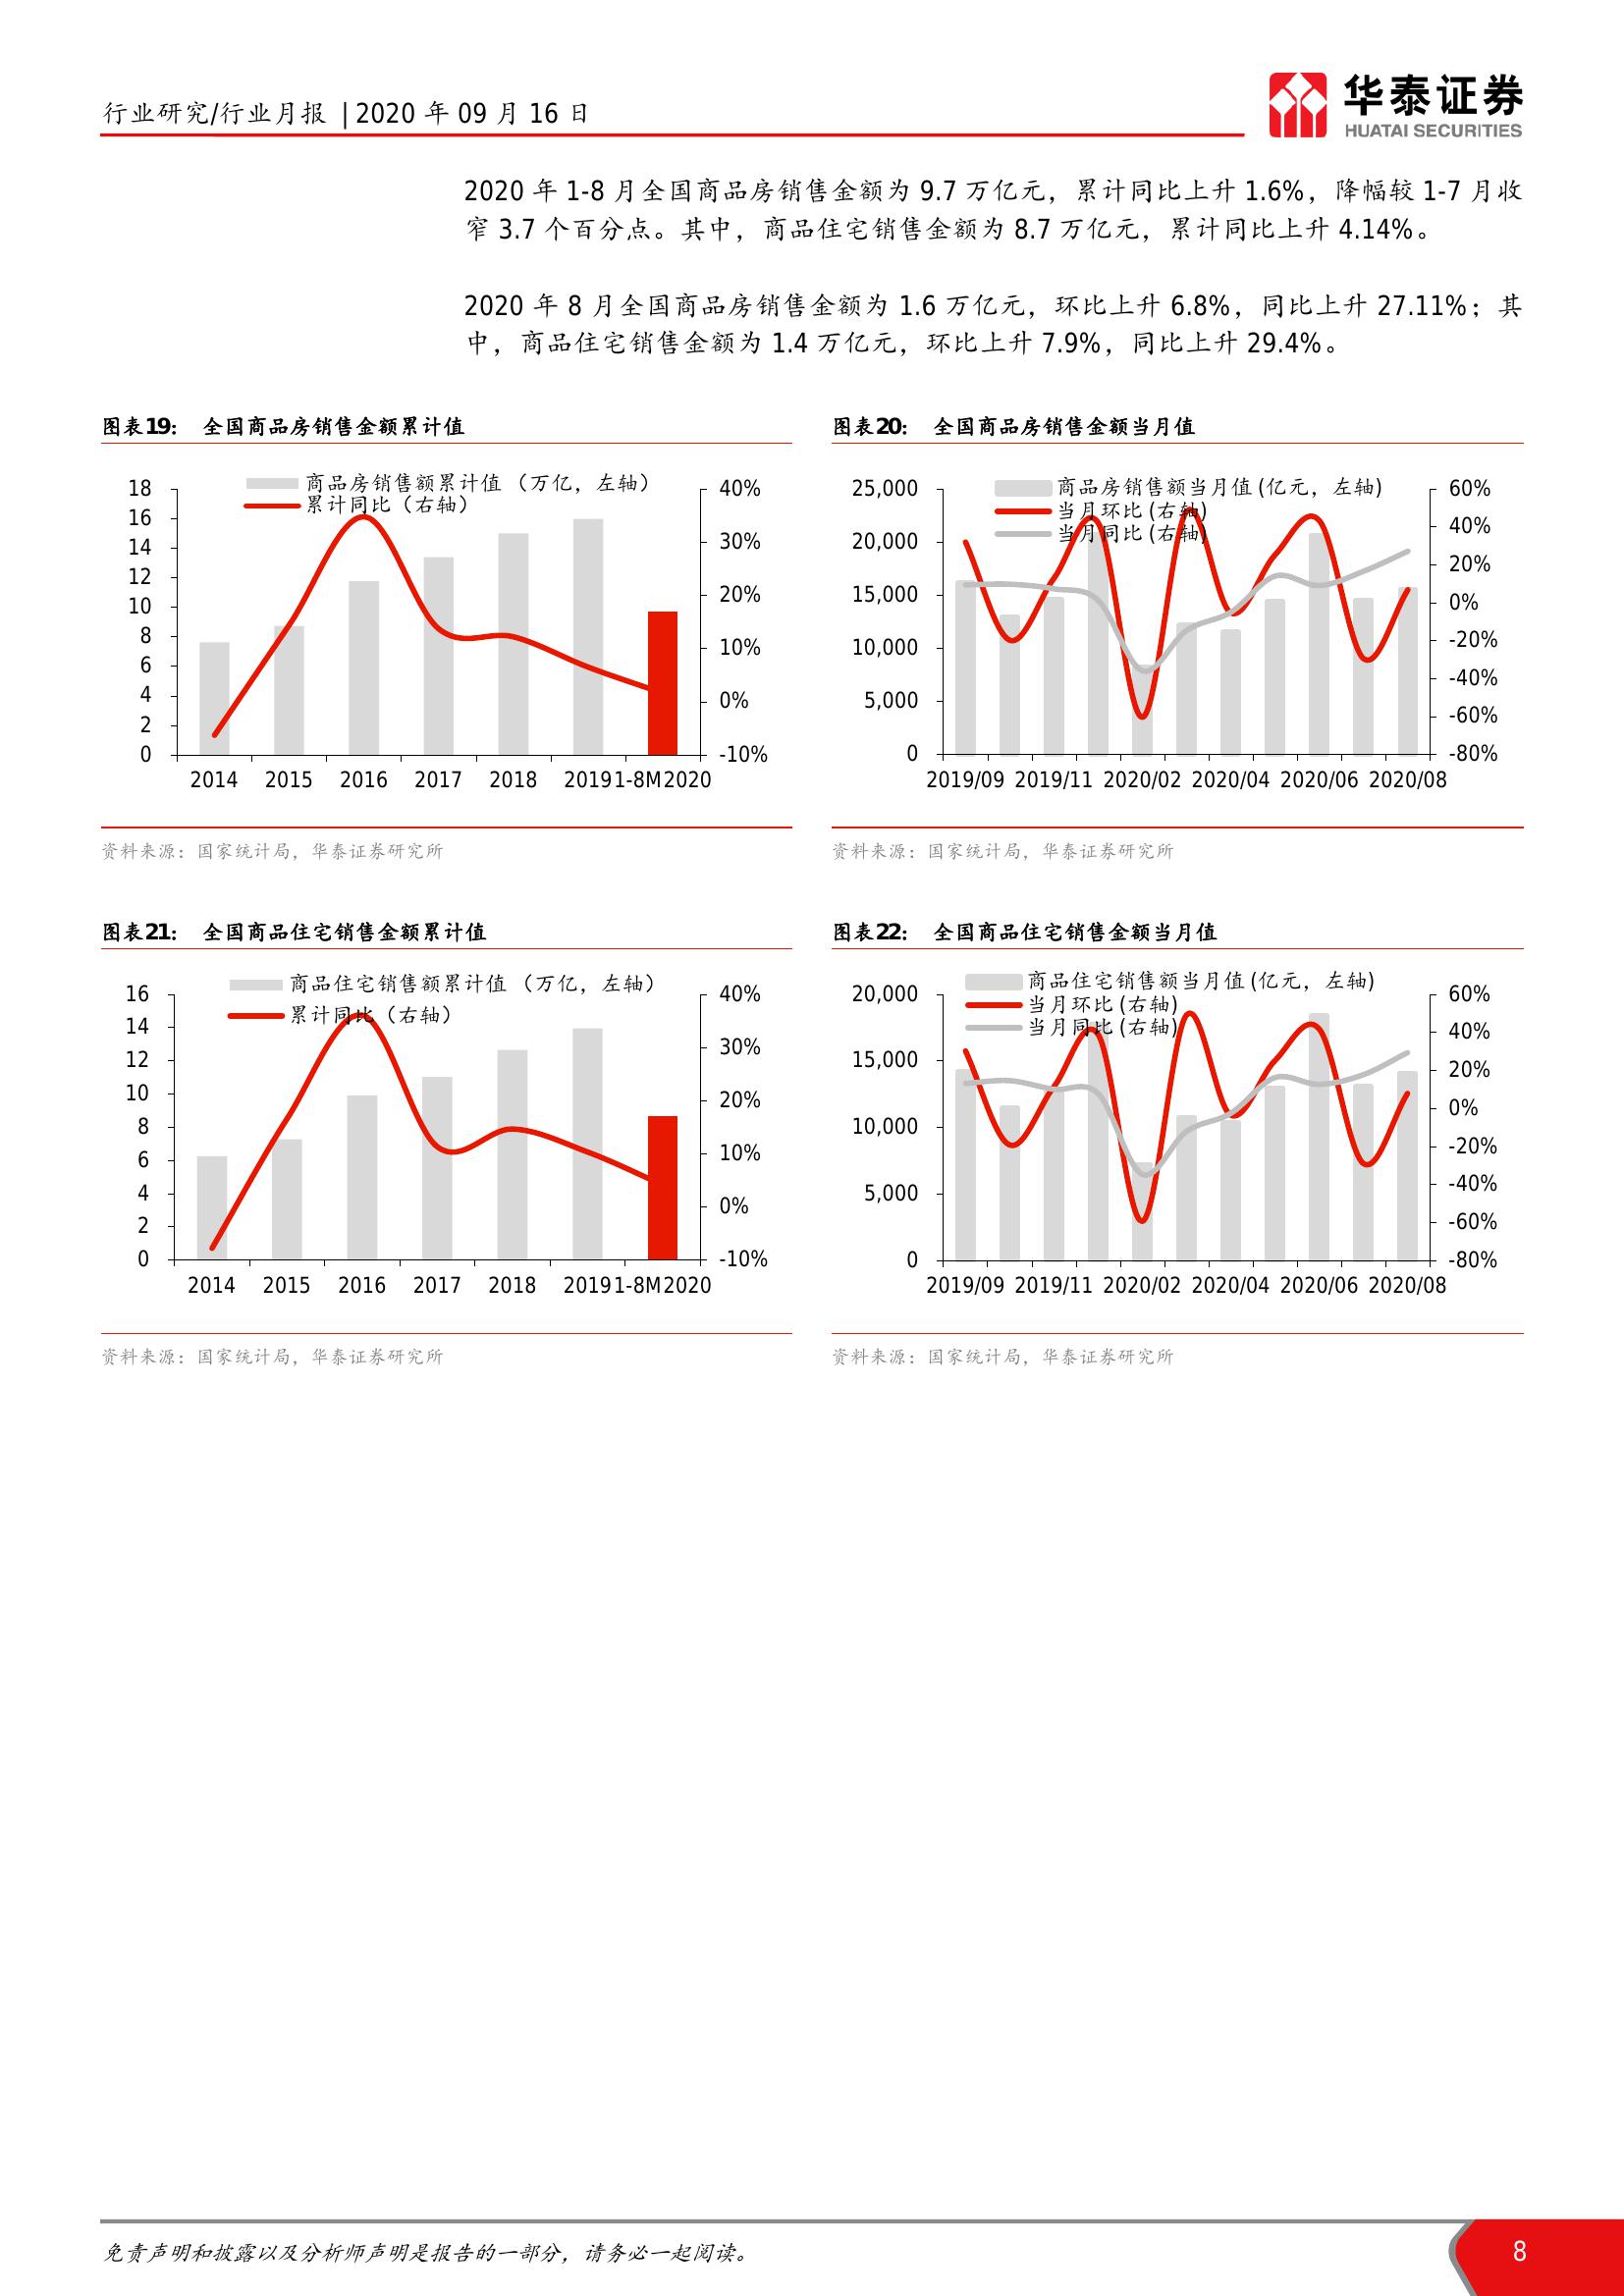 行业研究/行业月报 | 2020 年 09 月 16 日
华泰证券
HUATAI SECURITIES
2020 年 1-8 月全国商品房销售金额为 9.7 万亿元，累计同比上升 1.6%，降幅较 1-7 月收
窄 3.7 个百分点。其中，商品住宅销售金额为 8.7 万亿元，累计同比上升 4.14%。
2020 年 8 月全国商品房销售金额为 1.6 万亿元，环比上升 6.8%，同比上升 27.11%；其
中，商品住宅销售金额为 1.4 万亿元，环比上升 7.9%，同比上升 29.4%。
图表19： 全国商品房销售金额累计值
商品房销售额累计值（万亿，左轴）
累计同比（右轴）
18 40%
16
14 30%
12
10 20%
8
6 10%
4 0%
2
0 -10%
2014 2015 2016 2017 2018 2019 1-8M2020
资料来源：国家统计局，华泰证券研究所
图表20： 全国商品房销售金额当月值
商品房销售额当月值(亿元，左轴)
当月环比(右轴)
当月同比(右轴)
25,000 60%
40%
20,000 20%
15,000 0%
10,000 -20%
-40%
5,000 -60%
0 -80%
2019/09 2019/11 2020/02 2020/04 2020/06 2020/08
资料来源：国家统计局，华泰证券研究所
图表21： 全国商品住宅销售金额累计值
商品住宅销售额累计值（万亿，左轴）
累计同比（右轴）
16 40%
14
12 30%
10 20%
8
6 10%
4
2 0%
0 -10%
2014 2015 2016 2017 2018 2019 1-8M2020
资料来源：国家统计局，华泰证券研究所
图表22： 全国商品住宅销售金额当月值
商品住宅销售额当月值(亿元，左轴)
当月环比(右轴)
当月同比(右轴)
20,000 60%
40%
15,000 20%
0%
10,000 -20%
5,000 -40%
-60%
0 -80%
2019/09 2019/11 2020/02 2020/04 2020/06 2020/08
资料来源：国家统计局，华泰证券研究所
免责声明和披露以及分析师声明是报告的一部分，请务必一起阅读。
8